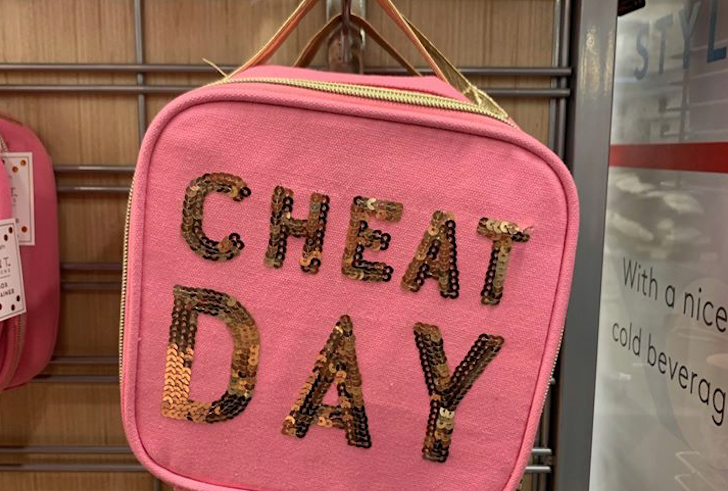 CHEAT
DAY
STYL
With a nice
cold beverag